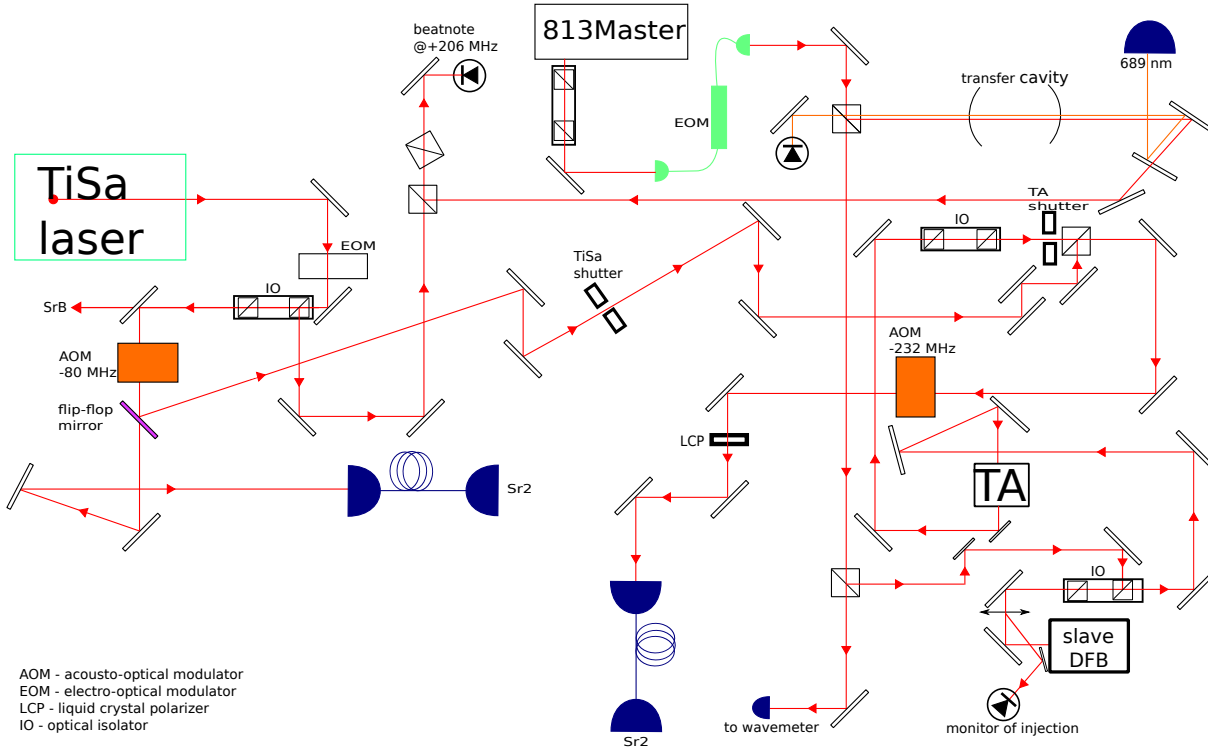 beatnote
@+206 MHz
813Master
689 nm
transfer cavity
EOM
TiSa
laser
EOM
TA
shutter
IO
TiSa
shutter
IO
SrB
AOM
-80 MHz
AOM
-232 MHz
flip-flop
mirror
LCP
TA
Sr2
IO
slave
DFB
AOM - acousto-optical modulator
EOM - electro-optical modulator
LCP - liquid crystal polarizer
IO - optical isolator
to wavemeter
monitor of injection
Sr2